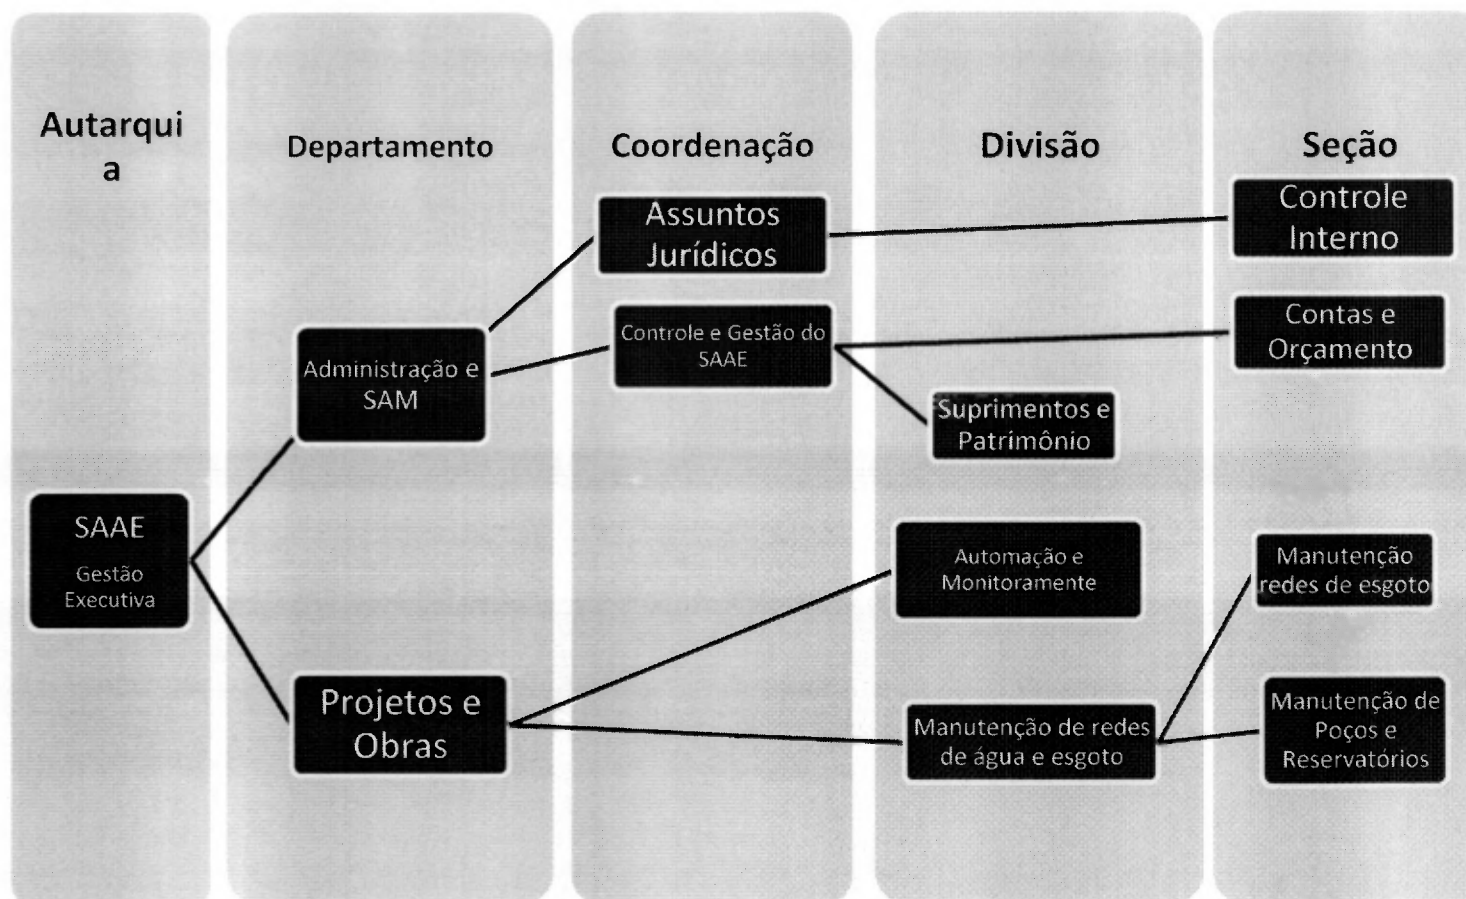 Autarqui
a
Departamento
Coordenação
Divisão
Seção
SAAE
Gestão
Executiva
Administração e
SAM
Projetos e
Obras
Assuntos
Jurídicos
Controle e Gestão do
SAAE
Suprimentos e
Patrimônio
Automação e
Monitoramente
Manutenção de redes
de água e esgoto
Controle
Interno
Contas e
Orçamento
Manutenção
redes de esgoto
Manutenção de
Poços e
Reservatórios